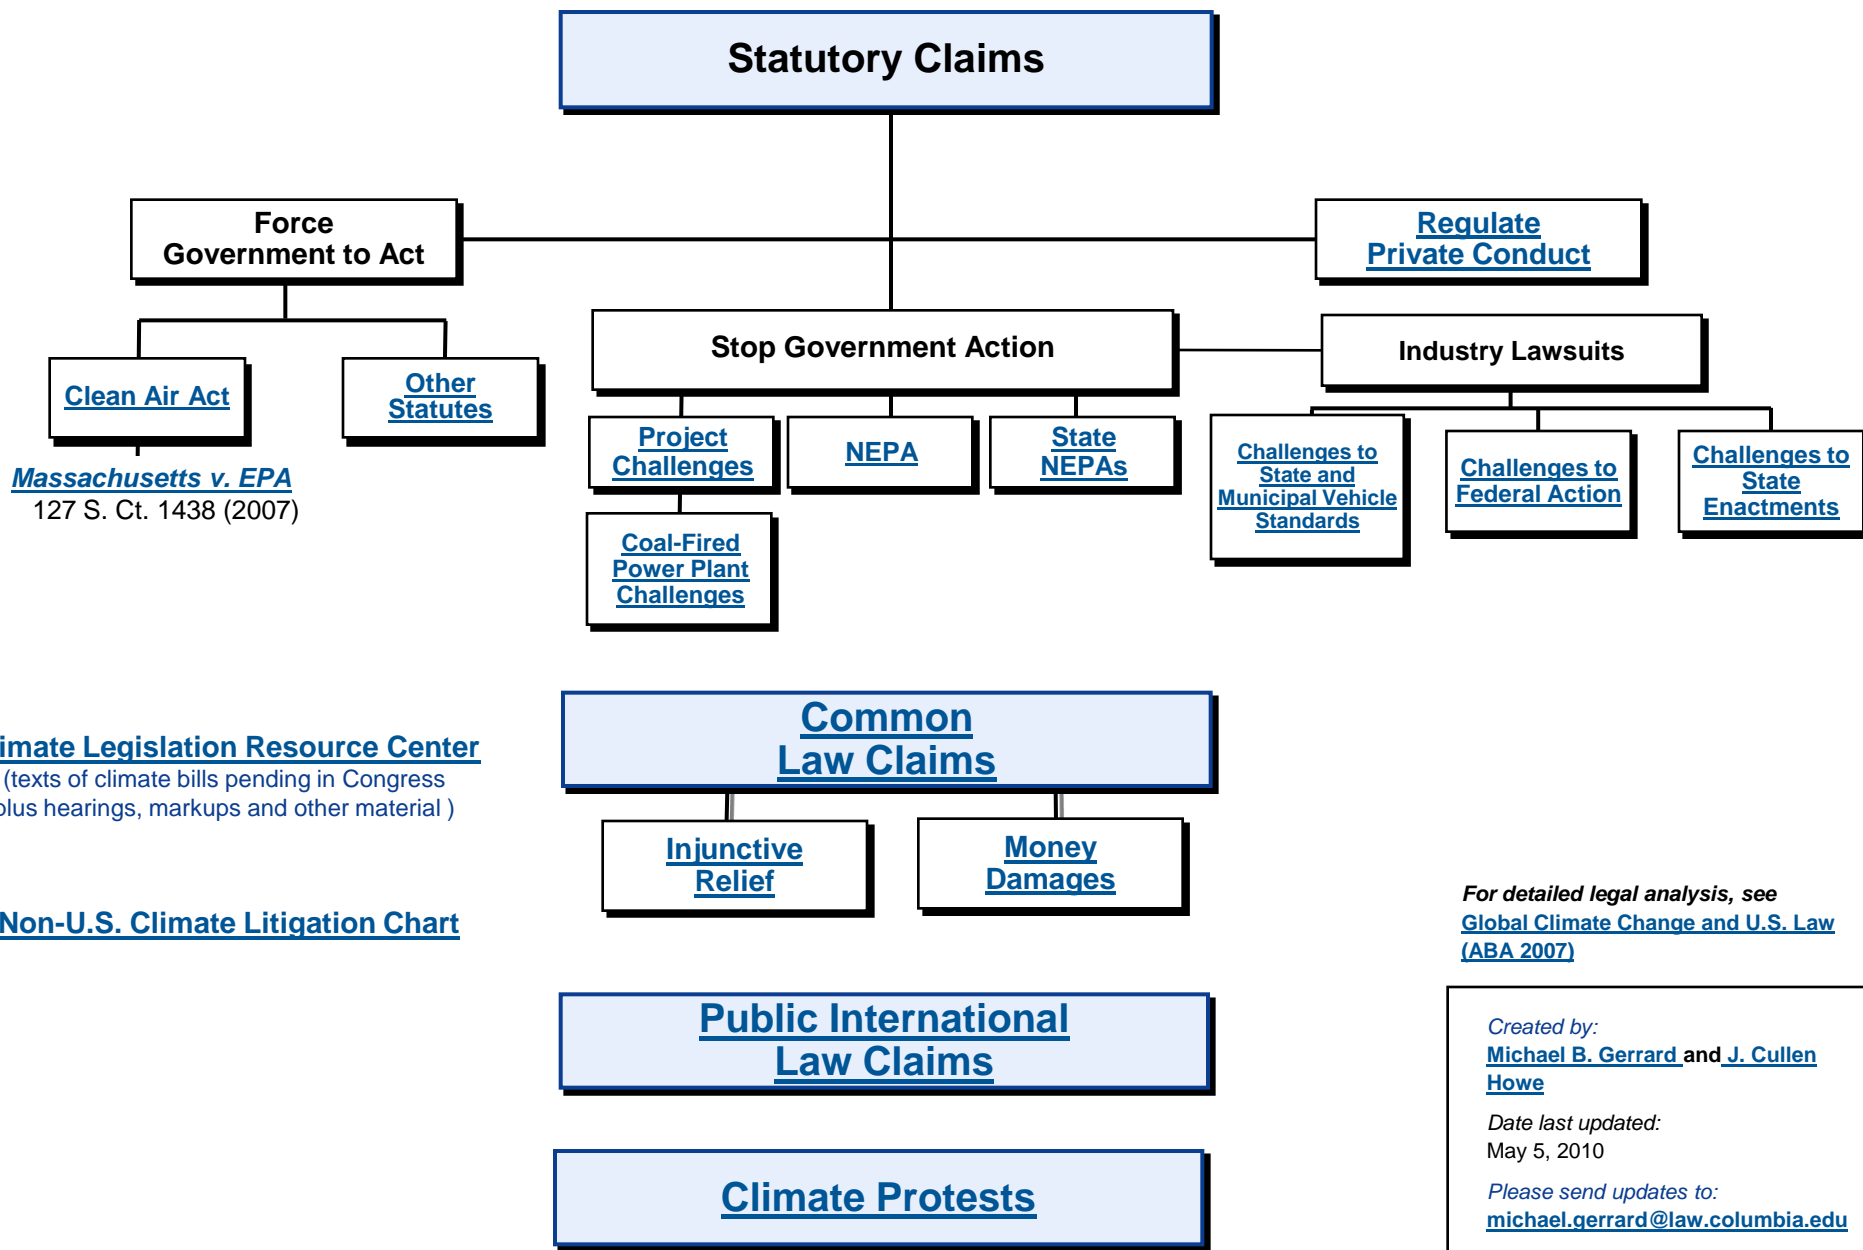 Statutory Claims
Force
Government to Act
Regulate
Private Conduct
Stop Government Action
Industry Lawsuits
Clean Air Act
Other
Statutes
Massachusetts v. EPA
127 S. Ct. 1438 (2007)
Project
Challenges
NEPA
State
NEPAs
Challenges to
State and
Municipal Vehicle
Standards
Challenges to
Federal Action
Challenges to
State
Enactments
Coal-Fired
Power Plant
Challenges
Common
Law Claims
Injunctive
Relief
Money
Damages
imate Legislation Resource Center
(texts of climate bills pending in Congress
plus hearings, markups and other material )
Non-U.S. Climate Litigation Chart
Public International
Law Claims
Climate Protests
For detailed legal analysis, see
Global Climate Change and U.S. Law
(ABA 2007)
Created by:
Michael B. Gerrard and J. Cullen
Howe
Date last updated:
May 5, 2010
Please send updates to:
michael.gerrard@law.columbia.edu